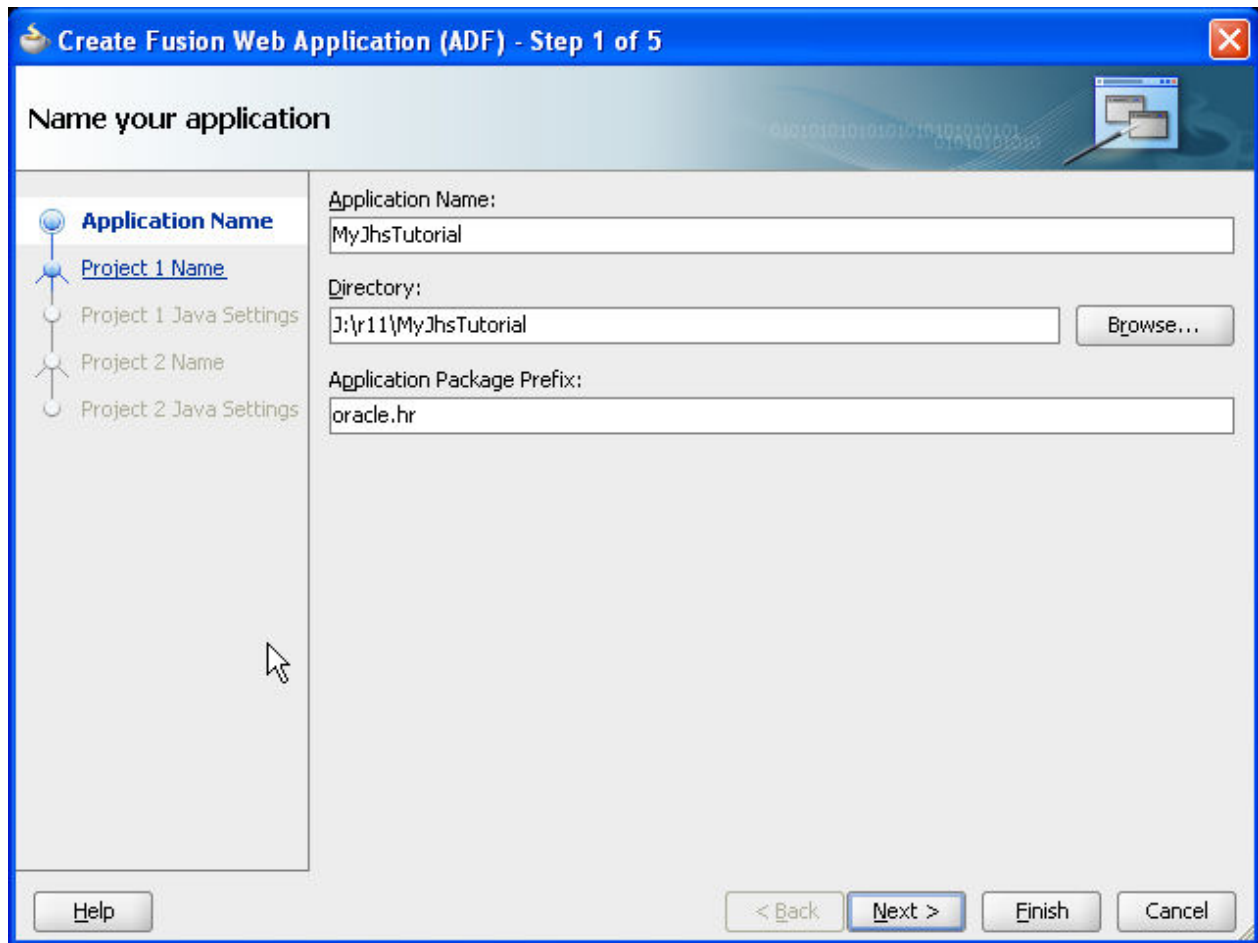 Create Fusion Web Application (ADF) - Step 1 of 5
Name your application
0101010101010101010101010101
01010101010
Application Name
Project 1 Name
Project 1 Java Settings
Project 2 Name
Project 2 Java Settings
Application Name:
MyJhsTutorial
Directory:
J:\r11\MyJhsTutorial
Browse...
Application Package Prefix:
oracle.hr
Help
< Back
Next >
Finish
Cancel